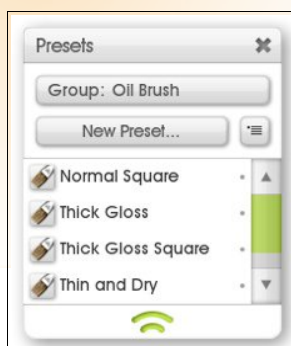 Presets
Group: Oil Brush
New Preset...
Normal Square
Thick Gloss
Thick Gloss Square
Thin and Dry